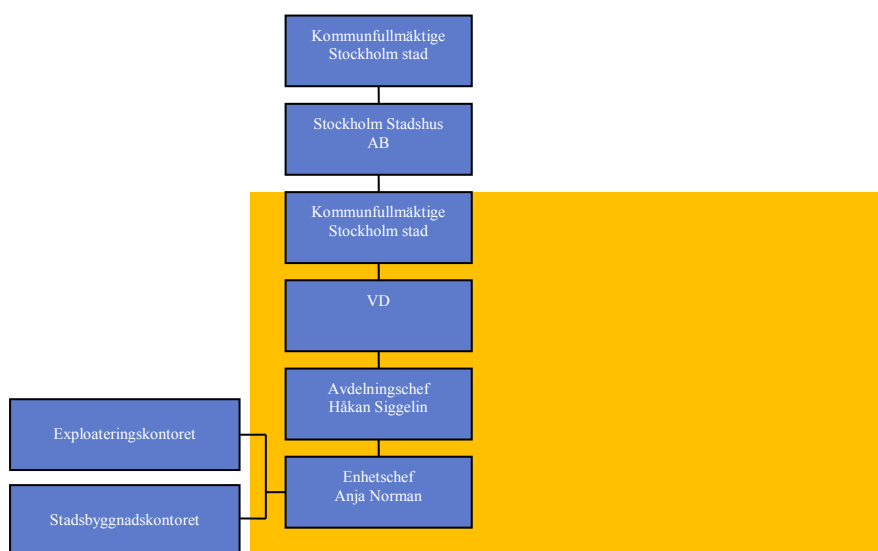 Kommunfullmäktige
Stockholm stad
Stockholm Stadshus
AB
Kommunfullmäktige
Stockholm stad
VD
Avdelningschef
Håkan Siggelin
Exploateringskontoret
Enhetschef
Anja Norman
Stadsbyggnadskontoret